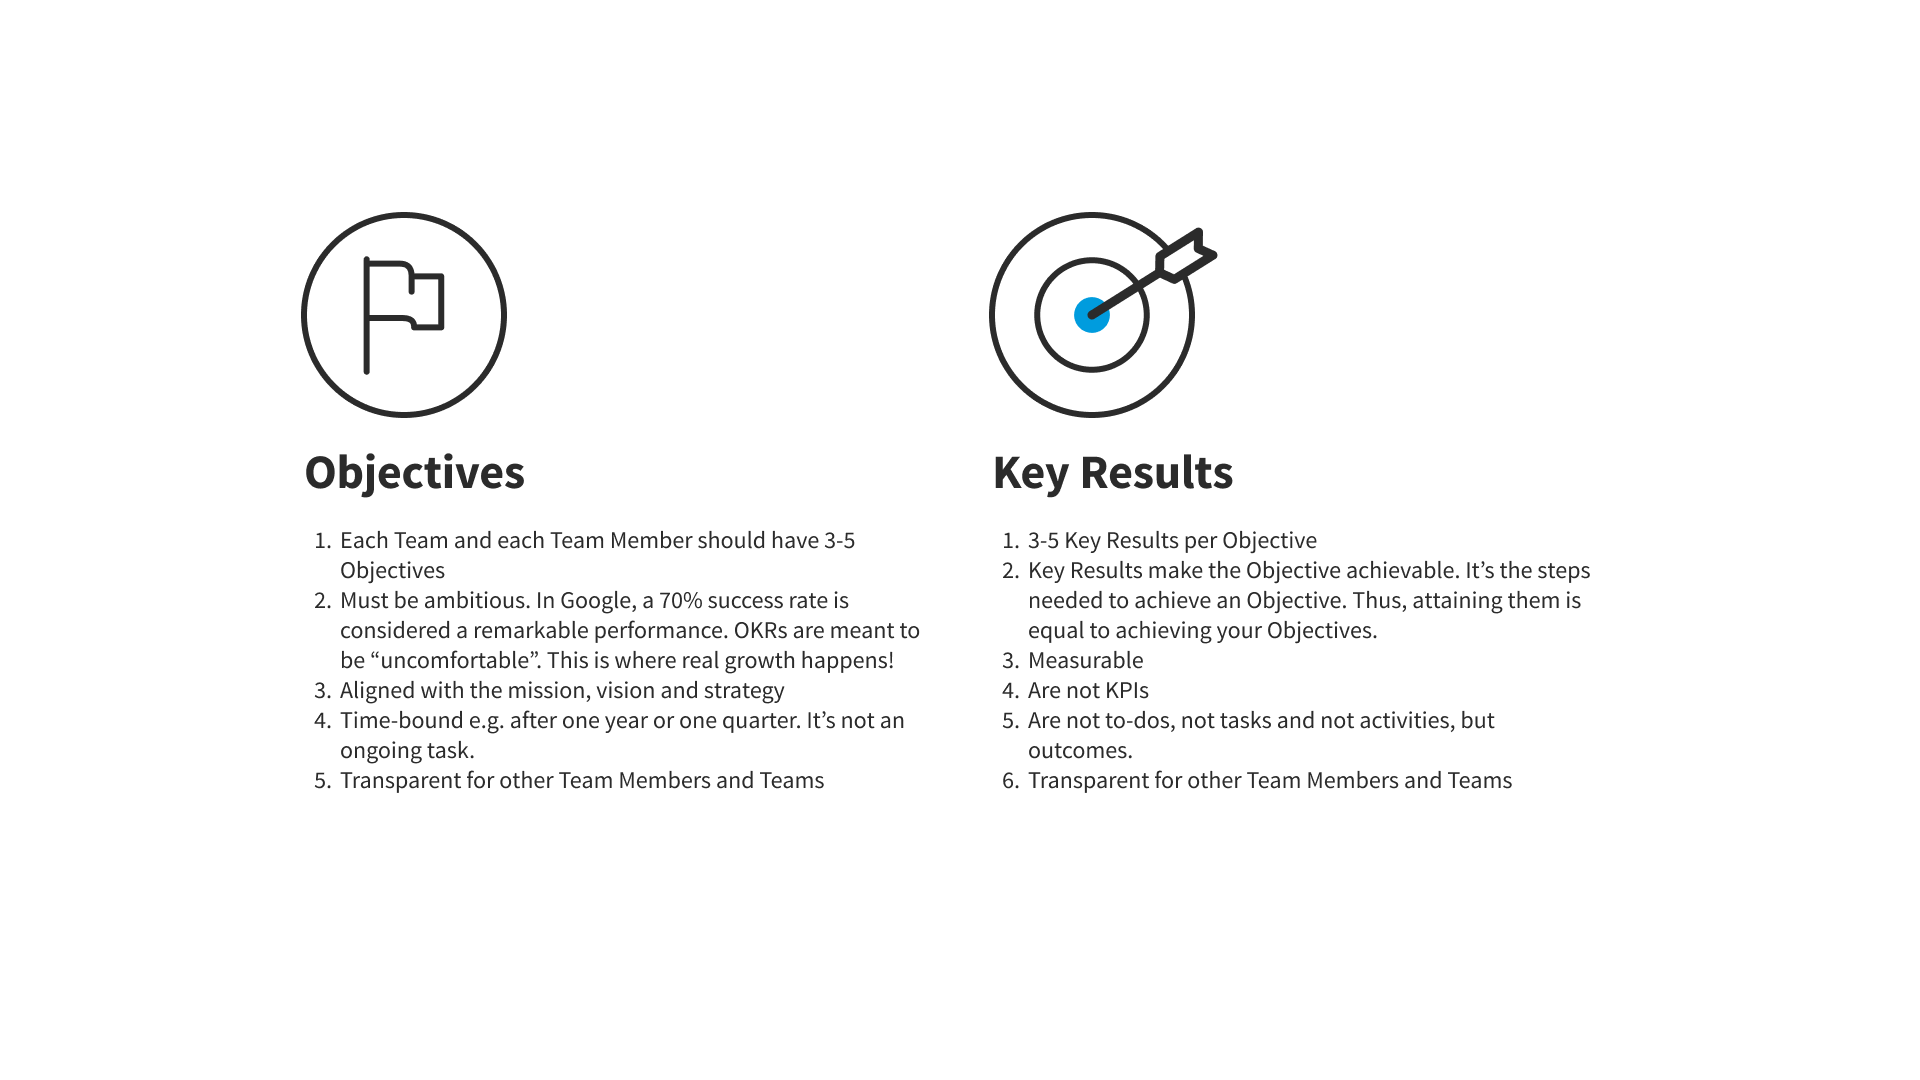 Objectives
1. Each Team and each Team Member should have 3-5
Objectives
2. Must be ambitious. In Google, a 70% success rate is
considered a remarkable performance. OKRs are meant to
be “uncomfortable”. This is where real growth happens!
3. Aligned with the mission, vision and strategy
4. Time-bound e.g. after one year or one quarter. It’s not an
ongoing task.
5. Transparent for other Team Members and Teams
Key Results
1. 3-5 Key Results per Objective
2. Key Results make the Objective achievable. It’s the steps
needed to achieve an Objective. Thus, attaining them is
equal to achieving your Objectives.
3. Measurable
4. Are not KPIs
5. Are not to-dos, not tasks and not activities, but
outcomes.
6. Transparent for other Team Members and Teams